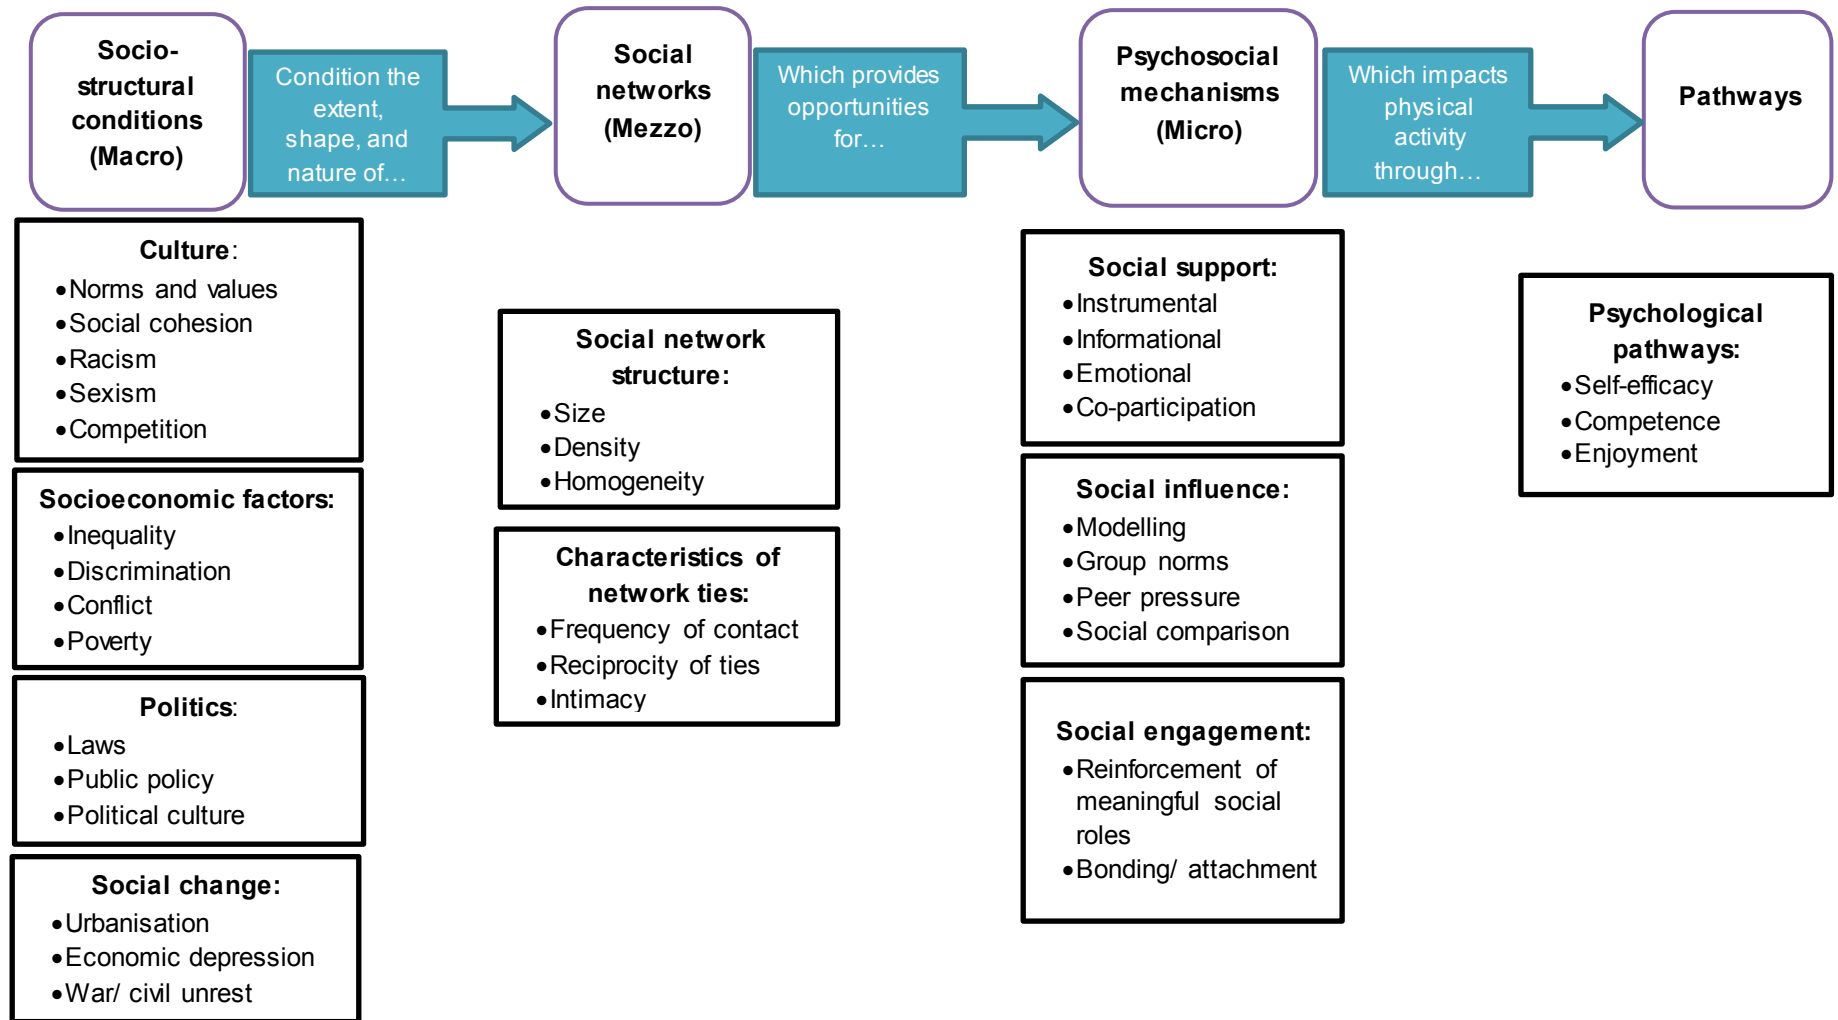 Socio-
structural
conditions
(Macro)
Condition the
extent,
shape, and
nature of…
Social
networks
(Mezzo)
Which provides
opportunities
for…
Psychosocial
mechanisms
(Micro)
Which impacts
physical
activity
through…
Pathways
Culture:
•Norms and values
•Social cohesion
•Racism
•Sexism
•Competition
Socioeconomic factors:
•Inequality
•Discrimination
•Conflict
•Poverty
Politics:
•Laws
•Public policy
•Political culture
Social change:
•Urbanisation
•Economic depression
•War/ civil unrest
Social network
structure:
•Size
•Density
•Homogeneity
Characteristics of
network ties:
•Frequency of contact
•Reciprocity of ties
•Intimacy
Social support:
•Instrumental
•Informational
•Emotional
•Co-participation
Social influence:
•Modelling
•Group norms
•Peer pressure
•Social comparison
Social engagement:
•Reinforcement of
meaningful social
roles
•Bonding/ attachment
Psychological
pathways:
•Self-efficacy
•Competence
•Enjoyment